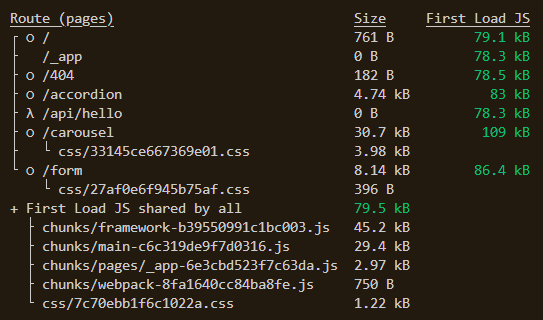 Route (pages) Size First Load JS
┌ ○ / 761 B 79.1 kB
├   /_app 0 B 78.3 kB
├ ○ /404 182 B 78.5 kB
├ ○ /accordion 4.74 kB 83 kB
├ λ /api/hello 0 B 78.3 kB
├ ○ /carousel 30.7 kB 109 kB
├   └ css/33145ce667369e01.css 3.98 kB
└ ○ /form 8.14 kB 86.4 kB
    └ css/27af0e6f945b75af.css 396 B
+ First Load JS shared by all 79.5 kB
  ├ chunks/framework-b39550991c1bc003.js 45.2 kB
  ├ chunks/main-c6c319de9f7d0316.js 29.4 kB
  ├ chunks/pages/_app-6e3cbd523f7c63da.js 2.97 kB
  ├ chunks/webpack-8fa1640cc84ba8fe.js 750 B
  └ css/7c70ebb1f6c1022a.css 1.22 kB